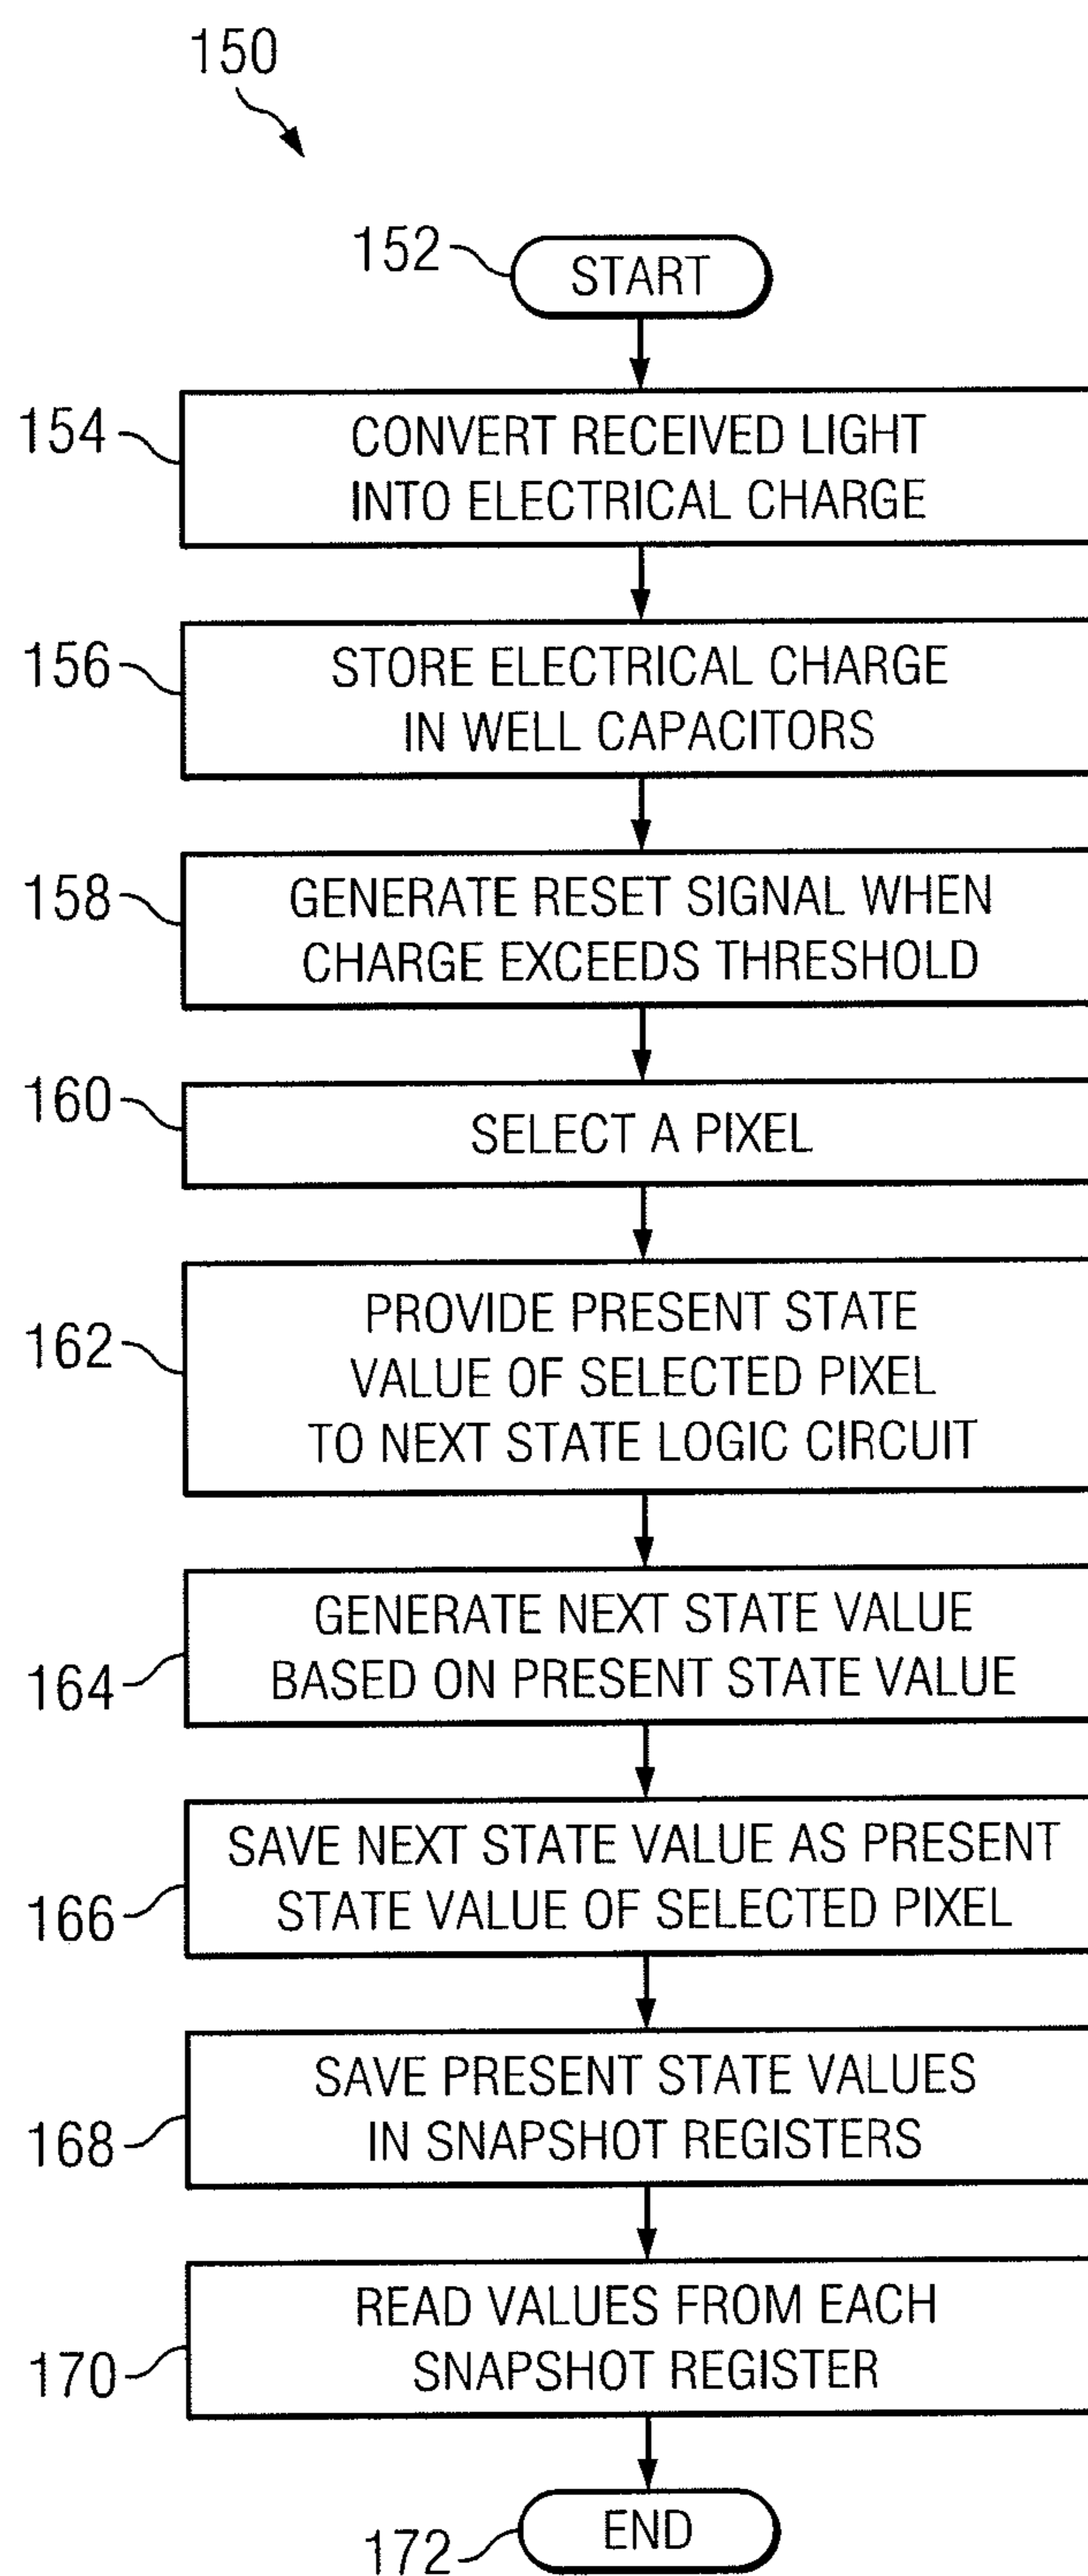 150
152
START
154
CONVERT RECEIVED LIGHT
INTO ELECTRICAL CHARGE
156
STORE ELECTRICAL CHARGE
IN WELL CAPACITORS
158
GENERATE RESET SIGNAL WHEN
CHARGE EXCEEDS THRESHOLD
160
SELECT A PIXEL
162
PROVIDE PRESENT STATE
VALUE OF SELECTED PIXEL
TO NEXT STATE LOGIC CIRCUIT
164
GENERATE NEXT STATE VALUE
BASED ON PRESENT STATE VALUE
166
SAVE NEXT STATE VALUE AS PRESENT
STATE VALUE OF SELECTED PIXEL
168
SAVE PRESENT STATE VALUES
IN SNAPSHOT REGISTERS
170
READ VALUES FROM EACH
SNAPSHOT REGISTER
172
END